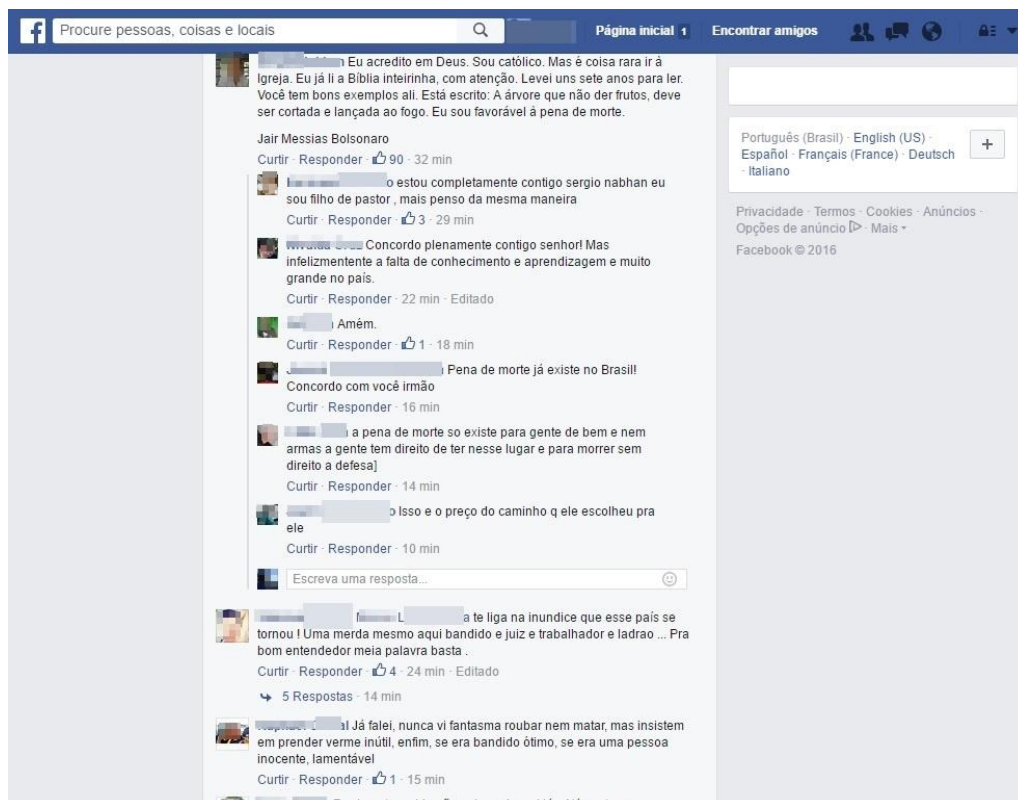 f
Procure pessoas, coisas e locais
Página inicial 1
Encontrar amigos
Eu acredito em Deus. Sou católico. Mas é coisa rara ir à
Igreja. Eu já li a Bíblia inteirinha, com atenção. Levei uns sete anos para ler.
Você tem bons exemplos ali. Está escrito: A árvore que não der frutos, deve
ser cortada e lançada ao fogo. Eu sou favorável à pena de morte.
Jair Messias Bolsonaro
Curtir · Responder · 90 · 32 min
estou completamente contigo sergio nabhan eu
sou filho de pastor , mais penso da mesma maneira
Curtir · Responder · 3 · 29 min
Concordo plenamente contigo senhor! Mas
infelizmentente a falta de conhecimento e aprendizagem e muito
grande no país.
Curtir · Responder · 22 min · Editado
Amém.
Curtir · Responder · 1 · 18 min
Pena de morte já existe no Brasil!
Concordo com você irmão
Curtir · Responder · 16 min
a pena de morte so existe para gente de bem e nem
armas a gente tem direito de ter nesse lugar e para morrer sem
direito a defesa]
Curtir · Responder · 14 min
Isso e o preço do caminho q ele escolheu pra
ele
Curtir · Responder · 10 min
Escreva uma resposta...
te liga na inundice que esse país se
tornou ! Uma merda mesmo aqui bandido e juiz e trabalhador e ladrao ... Pra
bom entendedor meia palavra basta .
Curtir · Responder · 4 · 24 min · Editado
5 Respostas · 14 min
Já falei, nunca vi fantasma roubar nem matar, mas insistem
em prender verme inútil, enfim, se era bandido ótimo, se era uma pessoa
inocente, lamentável
Curtir · Responder · 1 · 15 min
Português (Brasil) · English (US) ·
Español · Français (France) · Deutsch
· Italiano
+
Privacidade · Termos · Cookies · Anúncios ·
Opções de anúncio · Mais
Facebook © 2016